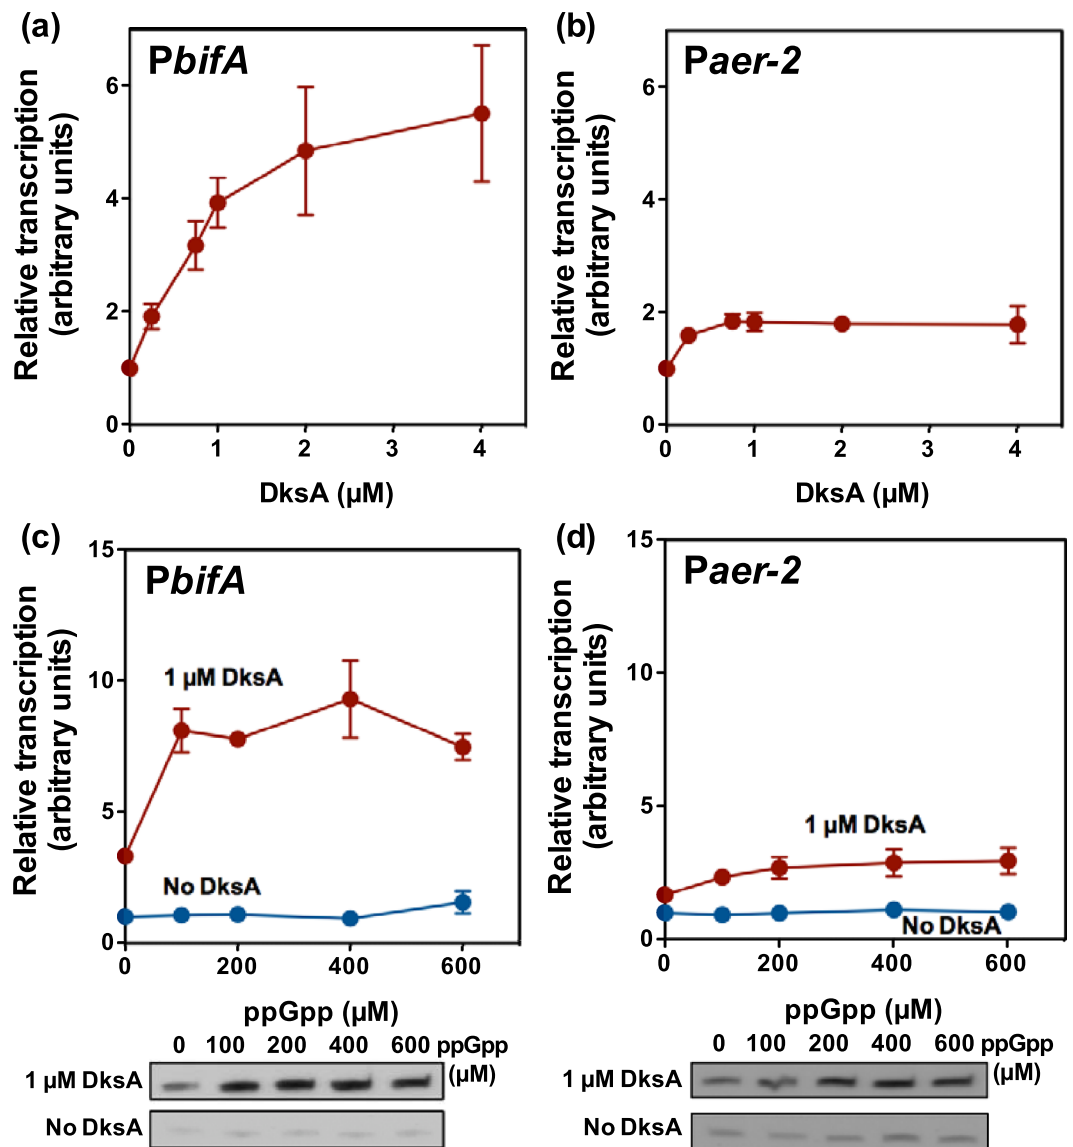 (a)
PbifA
Relative transcription
(arbitrary units)
6
4
2
0
0 1 2 3 4
DksA (µM)
(b)
Paer-2
Relative transcription
(arbitrary units)
6
4
2
0
0 1 2 3 4
DksA (µM)
(c)
PbifA
Relative transcription
(arbitrary units)
15
10
5
0
1 µM DksA
No DksA
0 200 400 600
ppGpp (µM)
0 100 200 400 600 ppGpp
(µM)
1 µM DksA
No DksA
(d)
Paer-2
Relative transcription
(arbitrary units)
15
10
5
0
1 µM DksA
No DksA
0 200 400 600
ppGpp (µM)
0 100 200 400 600 ppGpp
(µM)
1 µM DksA
No DksA